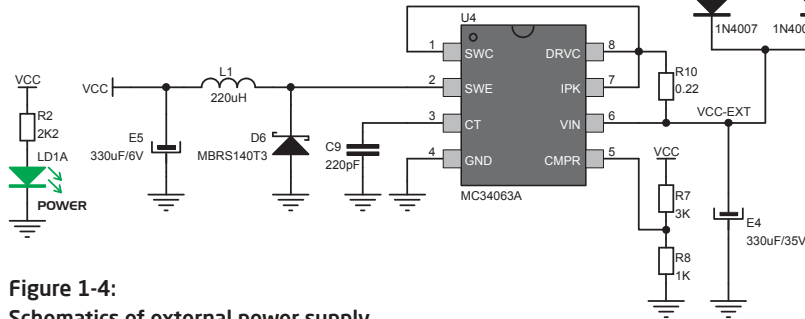 U4
1N4007
1N400
1
SWC
DRVC
8
2
SWE
IPK
7
3
CT
VIN
6
4
GND
CMPR
5
MC34063A
VCC
R2
2K2
LD1A
POWER
VCC
E5
330uF/6V
L1
220uH
D6
MBRS140T3
C9
220pF
R10
0.22
VCC-EXT
VCC
R7
3K
R8
1K
E4
330uF/35V
Figure 1-4:
Schematics of external power supply